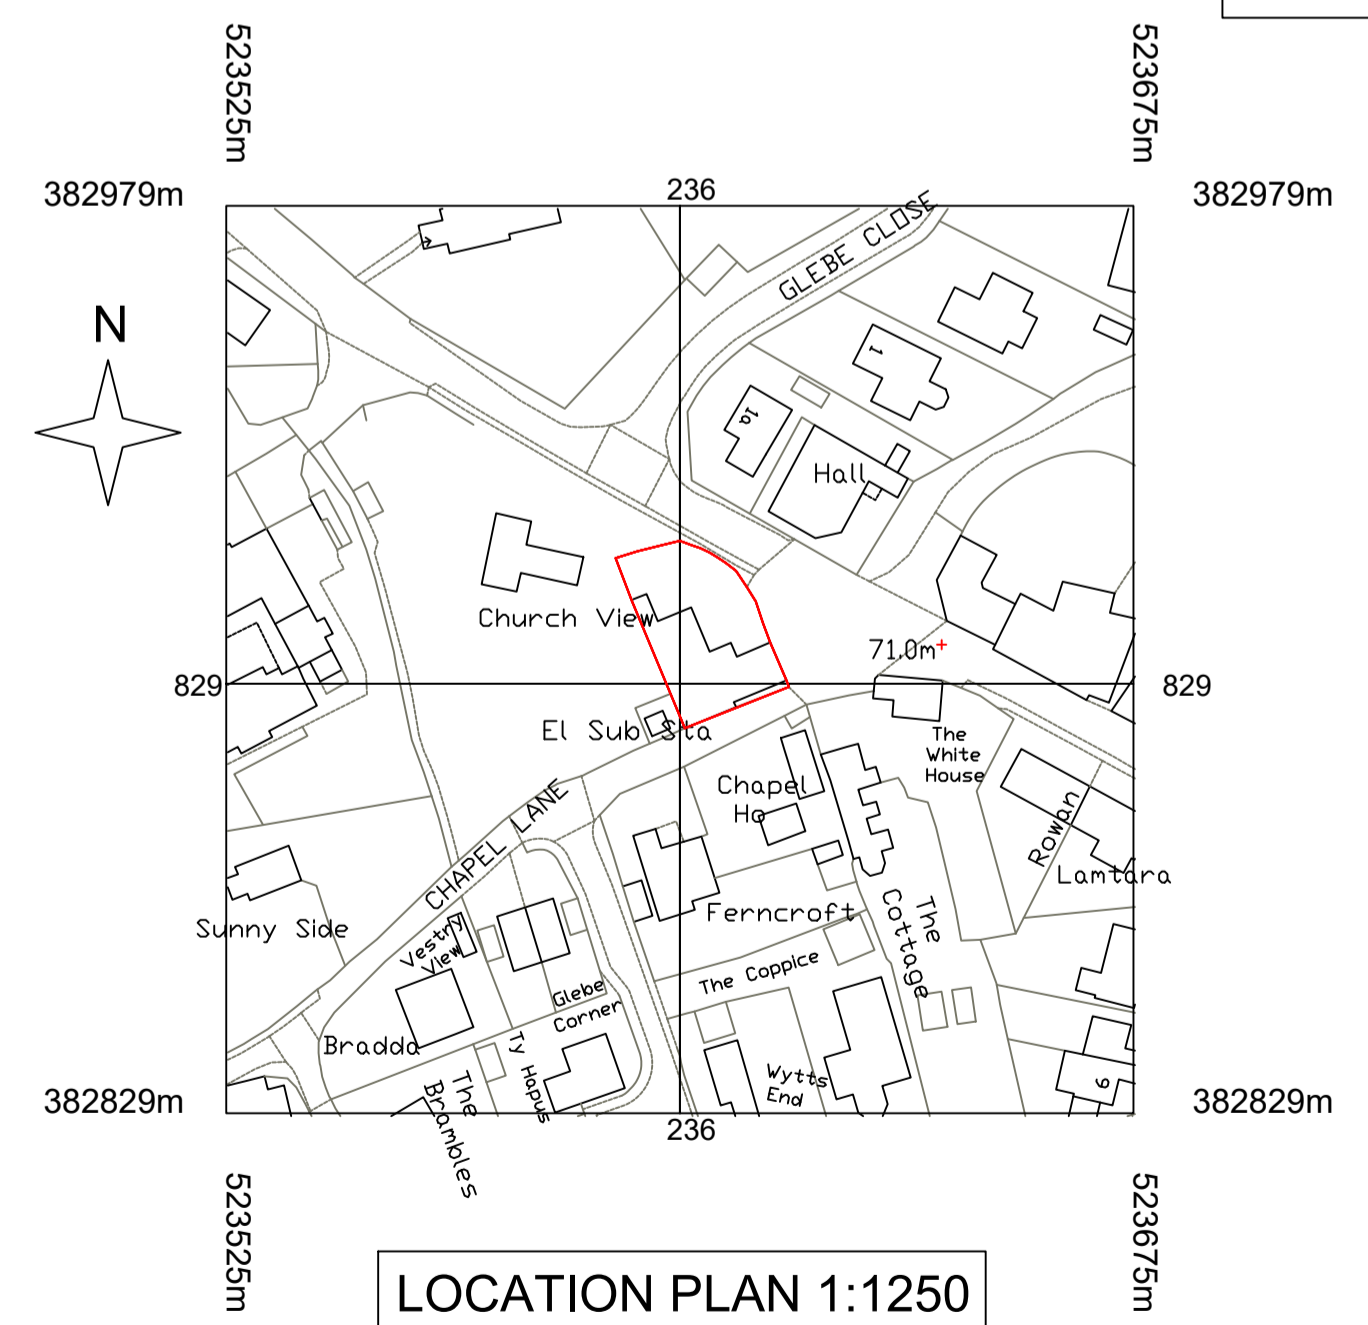 523525m
523675m
382979m
236
382979m
GLEBE CLOSE
N
1
1a
Hall
Church View
71.0m+
829
829
El Sub Sta
The
White
House
Chapel
Ho
CHAPEL LANE
Rowan
Lamtara
Sunny Side
Vestry
View
Ferncroft
The
Cottage
The Coppice
Glebe
Corner
Bradda
Ty Hapus
The
Brambles
Wytts
End
6
382829m
236
382829m
523525m
523675m
LOCATION PLAN 1:1250